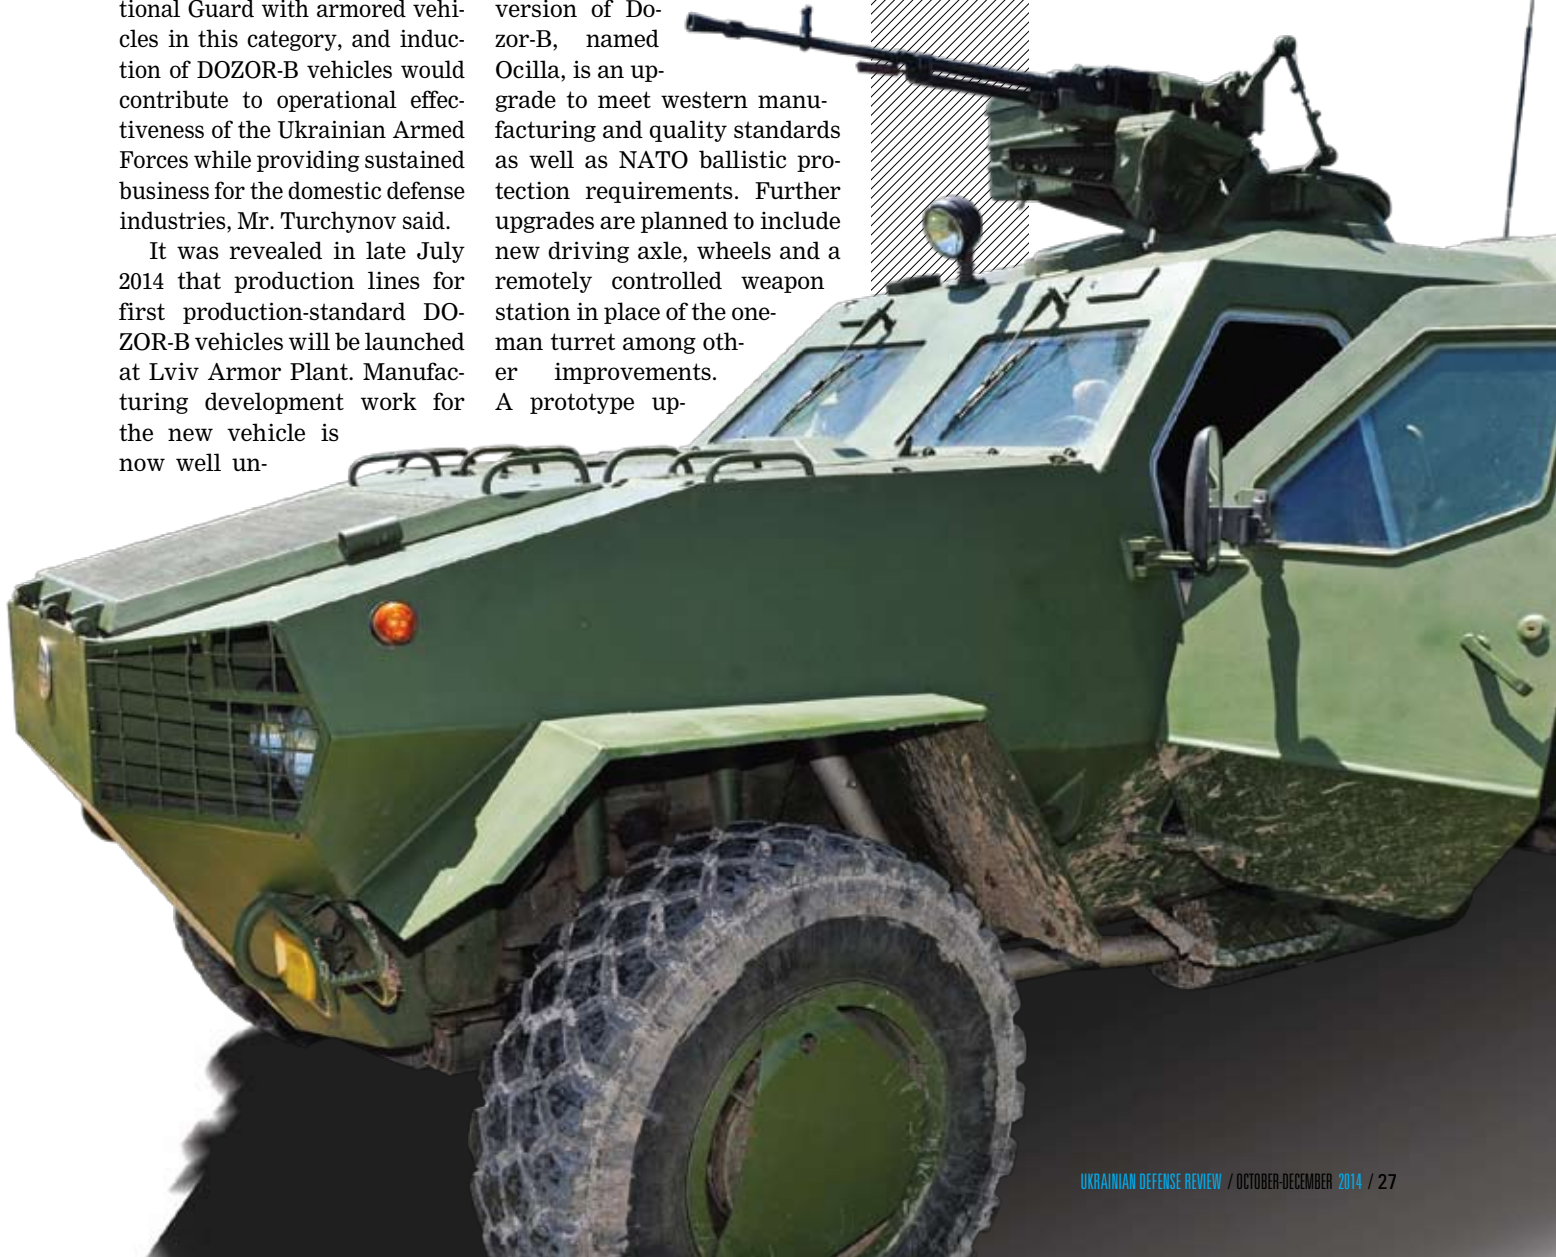 tional Guard with armored vehi-
cles in this category, and induc-
tion of DOZOR-B vehicles would
contribute to operational effec-
tiveness of the Ukrainian Armed
Forces while providing sustained
business for the domestic defense
industries, Mr. Turchynov said.
It was revealed in late July
2014 that production lines for
first production-standard DO-
ZOR-B vehicles will be launched
at Lviv Armor Plant. Manufac-
turing development work for
the new vehicle is
now well un-
version of Do-
zor-B, named
Ocilla, is an up-
grade to meet western manu-
facturing and quality standards
as well as NATO ballistic pro-
tection requirements. Further
upgrades are planned to include
new driving axle, wheels and a
remotely controlled weapon
station in place of the one-
man turret among oth-
er improvements.
A prototype up-
UKRAINIAN DEFENSE REVIEW / OCTOBER-DECEMBER 2014 / 27